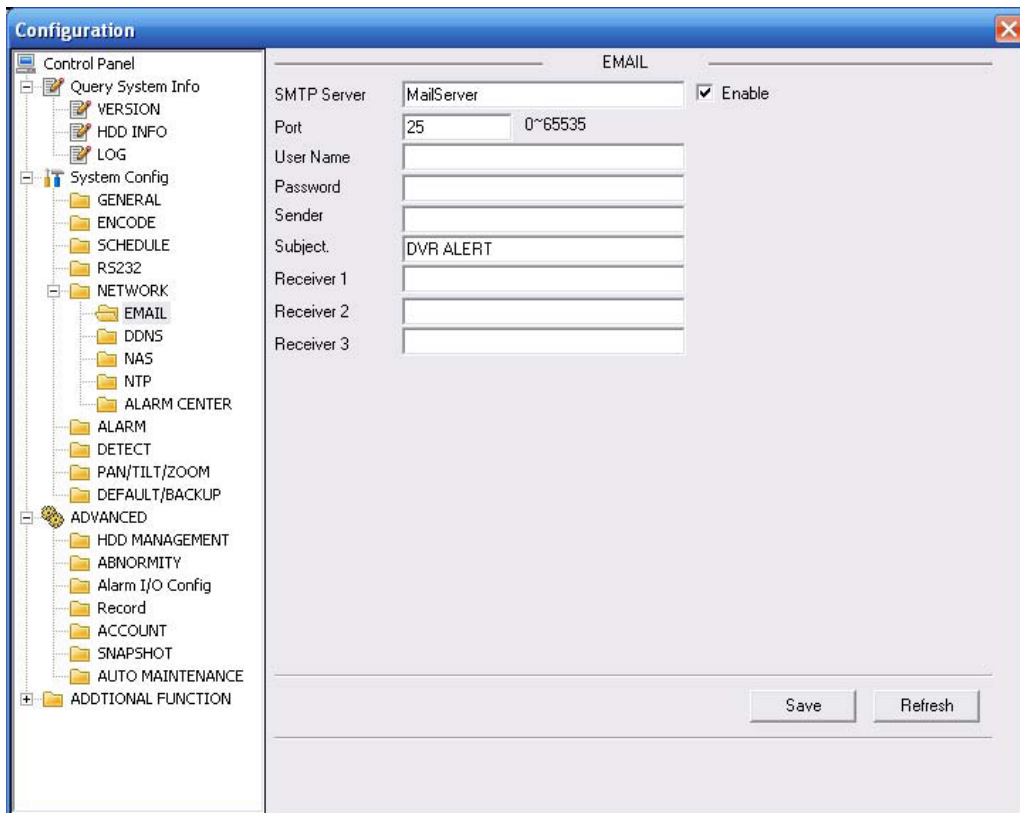 Configuration
Control Panel
Query System Info
VERSION
HDD INFO
LOG
System Config
GENERAL
ENCODE
SCHEDULE
RS232
NETWORK
EMAIL
DDNS
NAS
NTP
ALARM CENTER
ALARM
DETECT
PAN/TILT/ZOOM
DEFAULT/BACKUP
ADVANCED
HDD MANAGEMENT
ABNORMITY
Alarm I/O Config
Record
ACCOUNT
SNAPSHOT
AUTO MAINTENANCE
ADDTIONAL FUNCTION
EMAIL
SMTP Server MailServer Enable
Port 25 0~65535
User Name
Password
Sender
Subject. DVR ALERT
Receiver 1
Receiver 2
Receiver 3
Save Refresh